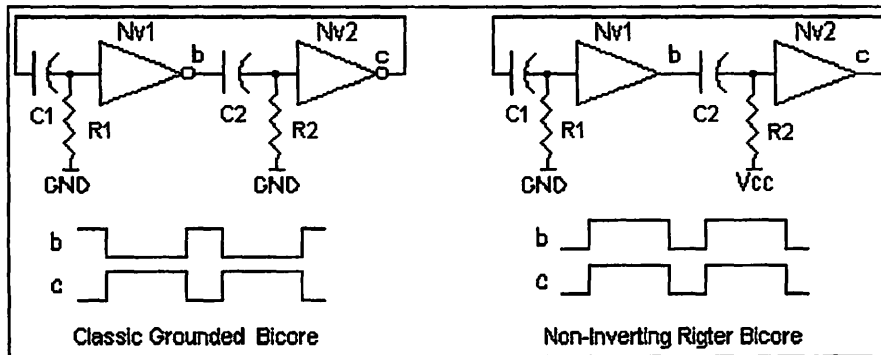 Nv1
b
Nv2
c
C1
R1
C2
R2
GND
GND
b
c
Classic Grounded Bicore
Nv1
b
Nv2
c
C1
R1
C2
R2
GND
Vcc
b
c
Non-Inverting Rigter Bicore